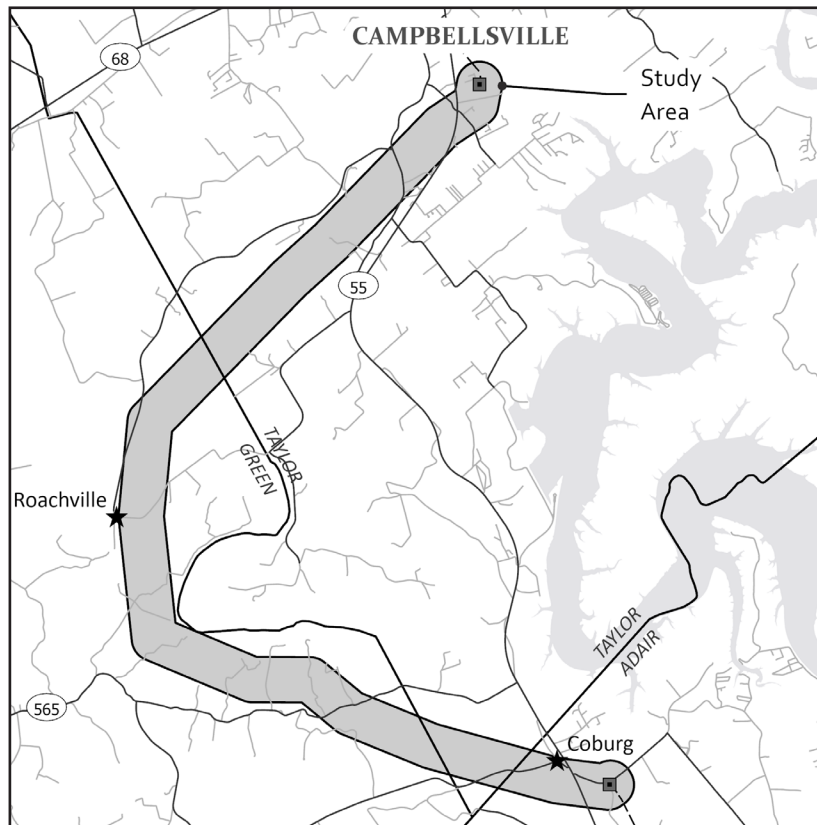 CAMPBELLSVILLE
68
Study
Area
55
TAYLOR
GREEN
Roachville
TAYLOR
ADAIR
565
Coburg